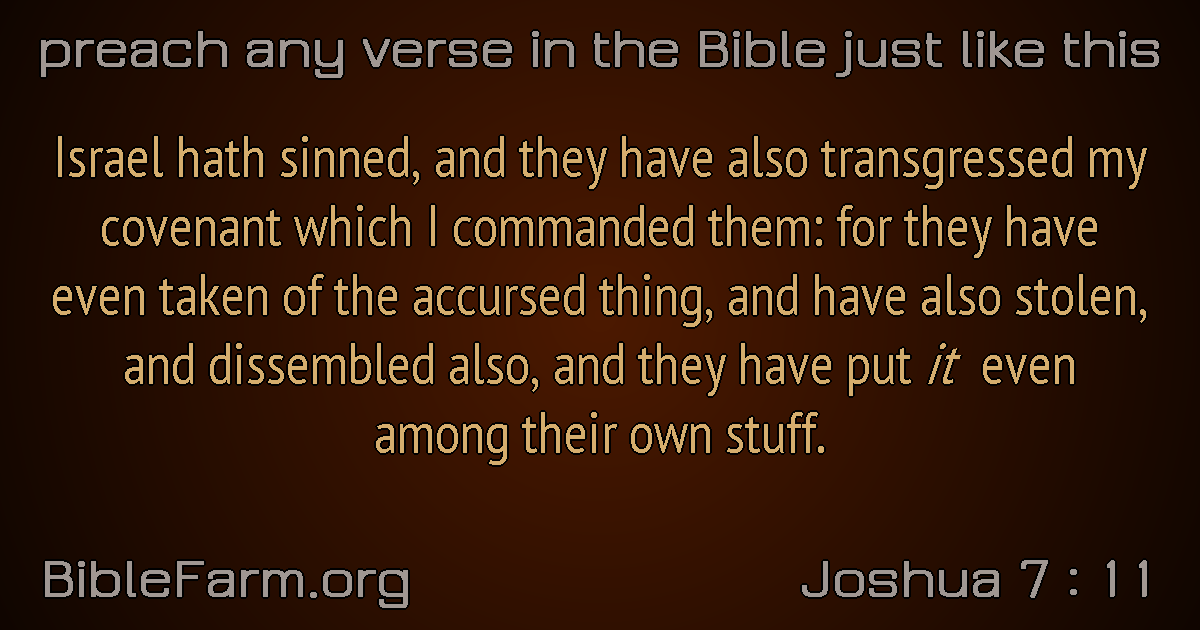 preach any verse in the Bible just like this
Israel hath sinned, and they have also transgressed my
covenant which I commanded them: for they have
even taken of the accursed thing, and have also stolen,
and dissembled also, and they have put it even
among their own stuff.
BibleFarm.org
Joshua 7 : 11